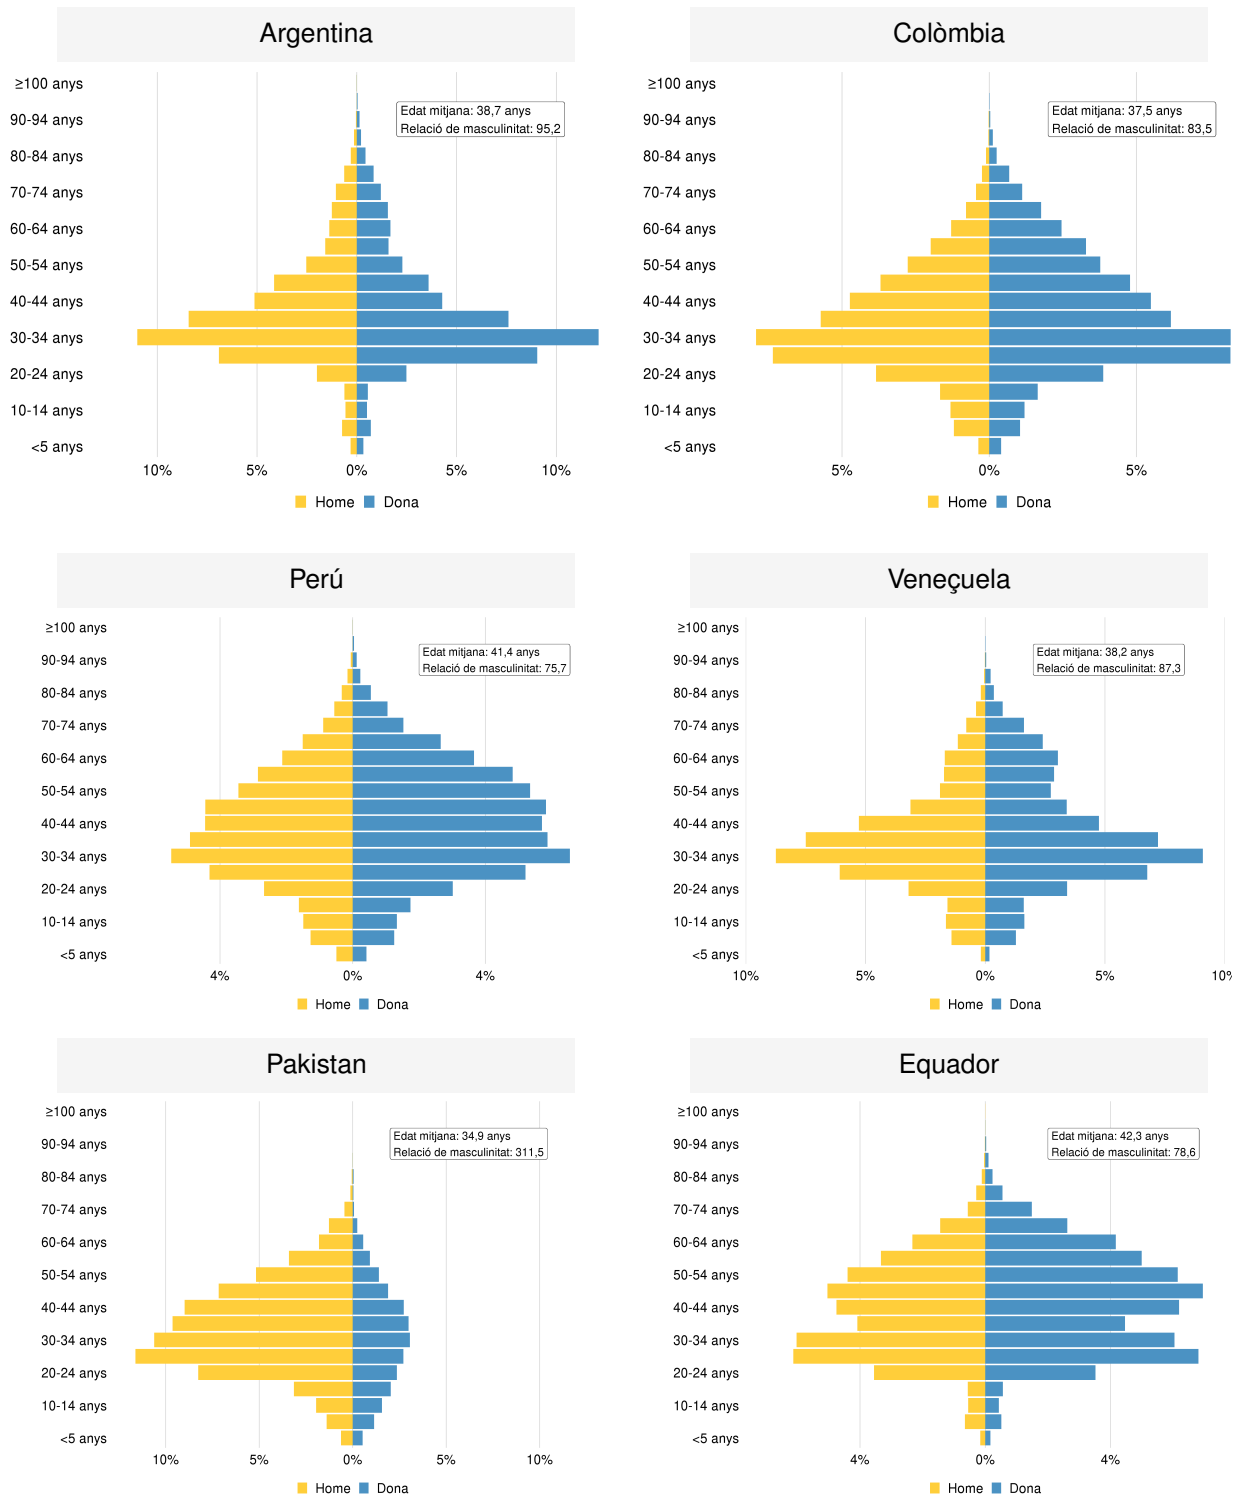 Argentina
≥100 anys
90-94 anys
80-84 anys
70-74 anys
60-64 anys
50-54 anys
40-44 anys
30-34 anys
20-24 anys
10-14 anys
<5 anys
Edat mitjana: 38,7 anys
Relació de masculinitat: 95,2
10% 5% 0% 5% 10%
Home Dona
Colòmbia
≥100 anys
90-94 anys
80-84 anys
70-74 anys
60-64 anys
50-54 anys
40-44 anys
30-34 anys
20-24 anys
10-14 anys
<5 anys
Edat mitjana: 37,5 anys
Relació de masculinitat: 83,5
5% 0% 5%
Home Dona
Perú
≥100 anys
90-94 anys
80-84 anys
70-74 anys
60-64 anys
50-54 anys
40-44 anys
30-34 anys
20-24 anys
10-14 anys
<5 anys
Edat mitjana: 41,4 anys
Relació de masculinitat: 75,7
4% 0% 4%
Home Dona
Veneçuela
≥100 anys
90-94 anys
80-84 anys
70-74 anys
60-64 anys
50-54 anys
40-44 anys
30-34 anys
20-24 anys
10-14 anys
<5 anys
Edat mitjana: 38,2 anys
Relació de masculinitat: 87,3
10% 5% 0% 5% 10%
Home Dona
Pakistan
≥100 anys
90-94 anys
80-84 anys
70-74 anys
60-64 anys
50-54 anys
40-44 anys
30-34 anys
20-24 anys
10-14 anys
<5 anys
Edat mitjana: 34,9 anys
Relació de masculinitat: 311,5
10% 5% 0% 5% 10%
Home Dona
Equador
≥100 anys
90-94 anys
80-84 anys
70-74 anys
60-64 anys
50-54 anys
40-44 anys
30-34 anys
20-24 anys
10-14 anys
<5 anys
Edat mitjana: 42,3 anys
Relació de masculinitat: 78,6
4% 0% 4%
Home Dona